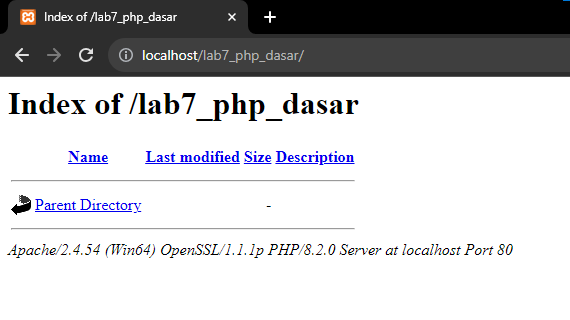 Index of /lab7_php_dasar
localhost/lab7_php_dasar/
Index of /lab7_php_dasar
Name Last modified Size Description
Parent Directory -
Apache/2.4.54 (Win64) OpenSSL/1.1.1p PHP/8.2.0 Server at localhost Port 80